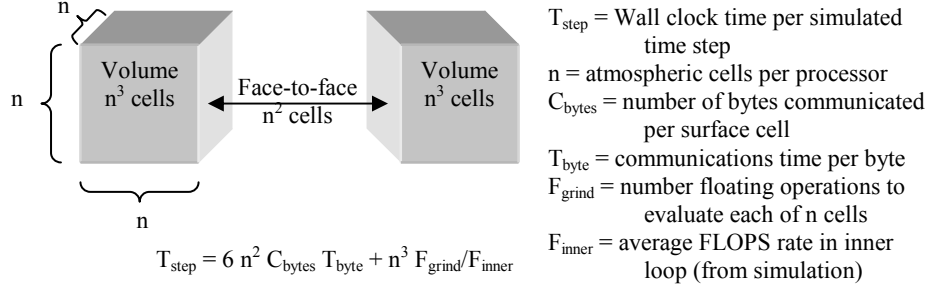 n
n
Volume
n³ cells
Face-to-face
n² cells
Volume
n³ cells
n
T_step = 6 n² C_bytes T_byte + n³ F_grind/F_inner
T_step = Wall clock time per simulated
time step
n = atmospheric cells per processor
C_bytes = number of bytes communicated
per surface cell
T_byte = communications time per byte
F_grind = number floating operations to
evaluate each of n cells
F_inner = average FLOPS rate in inner
loop (from simulation)